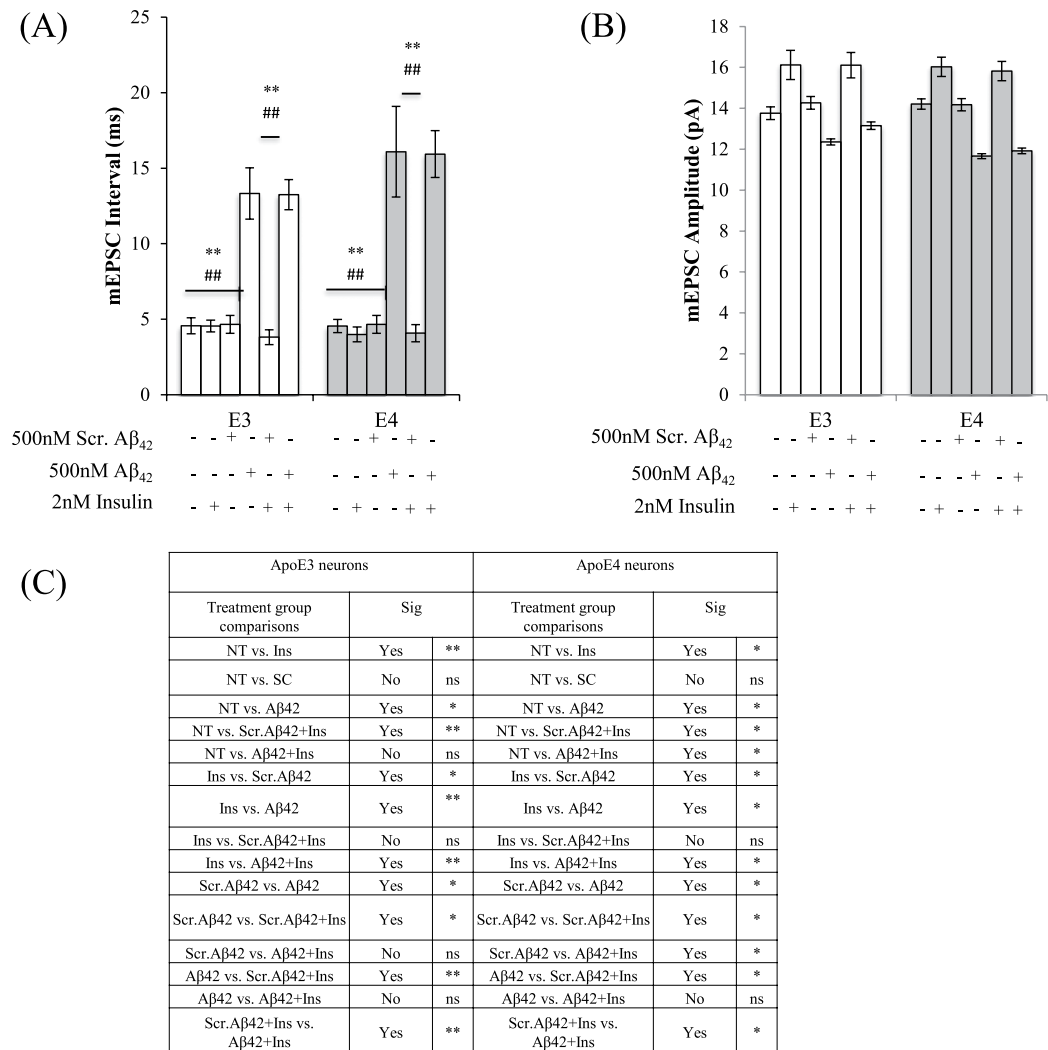 (A)
25
20
15
10
5
0
mEPSC Interval (ms)
**
##
**
##
**
##
**
##
E3
E4
500nM Scr. Aβ42
- - + - + - - - + - + -
500nM Aβ42
- - - + - + - - - + - +
2nM Insulin
- + - - + + - + - - + +
(B)
18
16
14
12
10
8
6
4
2
0
mEPSC Amplitude (pA)
E3
E4
500nM Scr. Aβ42
- - + - + - - - + - + -
500nM Aβ42
- - - + - + - - - + - +
2nM Insulin
- + - - + + - + - - + +
(C)
ApoE3 neurons ApoE4 neurons
Treatment group comparisons Sig Treatment group comparisons Sig
NT vs. Ins Yes ** NT vs. Ins Yes *
NT vs. SC No ns NT vs. SC No ns
NT vs. Aβ42 Yes * NT vs. Aβ42 Yes *
NT vs. Scr.Aβ42+Ins Yes ** NT vs. Scr.Aβ42+Ins Yes *
NT vs. Aβ42+Ins No ns NT vs. Aβ42+Ins Yes *
Ins vs. Scr.Aβ42 Yes * Ins vs. Scr.Aβ42 Yes *
Ins vs. Aβ42 Yes ** Ins vs. Aβ42 Yes *
Ins vs. Scr.Aβ42+Ins No ns Ins vs. Scr.Aβ42+Ins No ns
Ins vs. Aβ42+Ins Yes ** Ins vs. Aβ42+Ins Yes *
Scr.Aβ42 vs. Aβ42 Yes * Scr.Aβ42 vs. Aβ42 Yes *
Scr.Aβ42 vs. Scr.Aβ42+Ins Yes * Scr.Aβ42 vs. Scr.Aβ42+Ins Yes *
Scr.Aβ42 vs. Aβ42+Ins No ns Scr.Aβ42 vs. Aβ42+Ins Yes *
Aβ42 vs. Scr.Aβ42+Ins Yes ** Aβ42 vs. Scr.Aβ42+Ins Yes *
Aβ42 vs. Aβ42+Ins No ns Aβ42 vs. Aβ42+Ins No ns
Scr.Aβ42+Ins vs. Aβ42+Ins Yes ** Scr.Aβ42+Ins vs. Aβ42+Ins Yes *